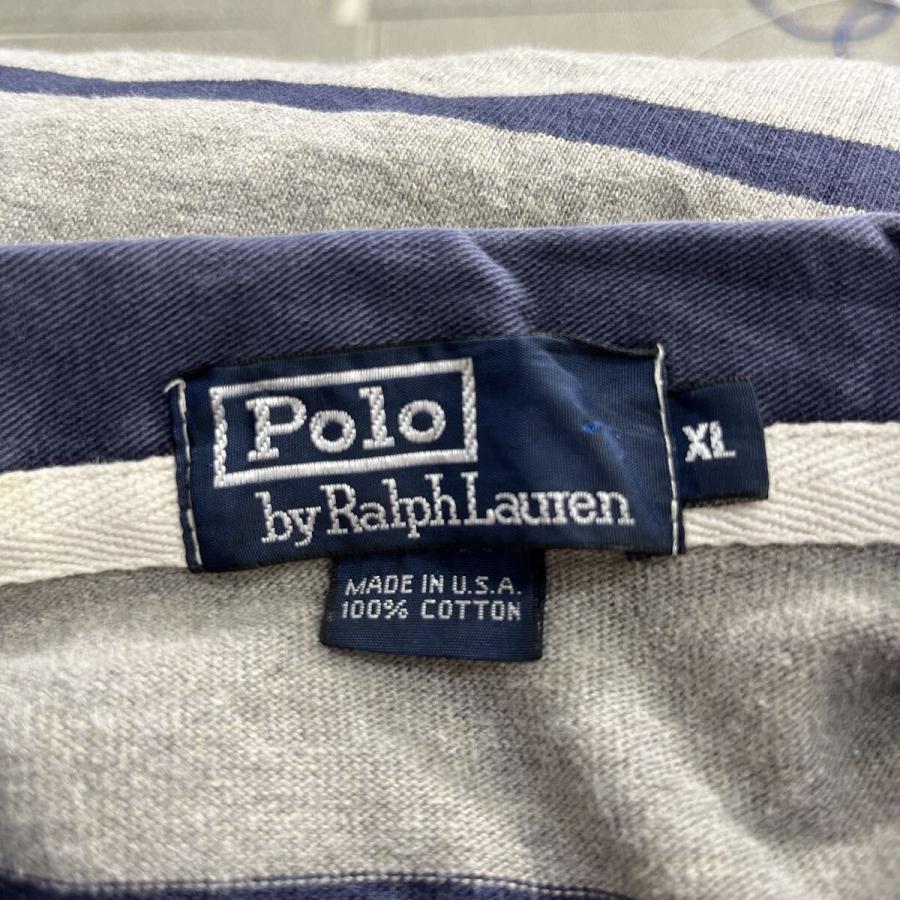 Polo
by Ralph Lauren
XL
MADE IN U.S.A.
100% COTTON